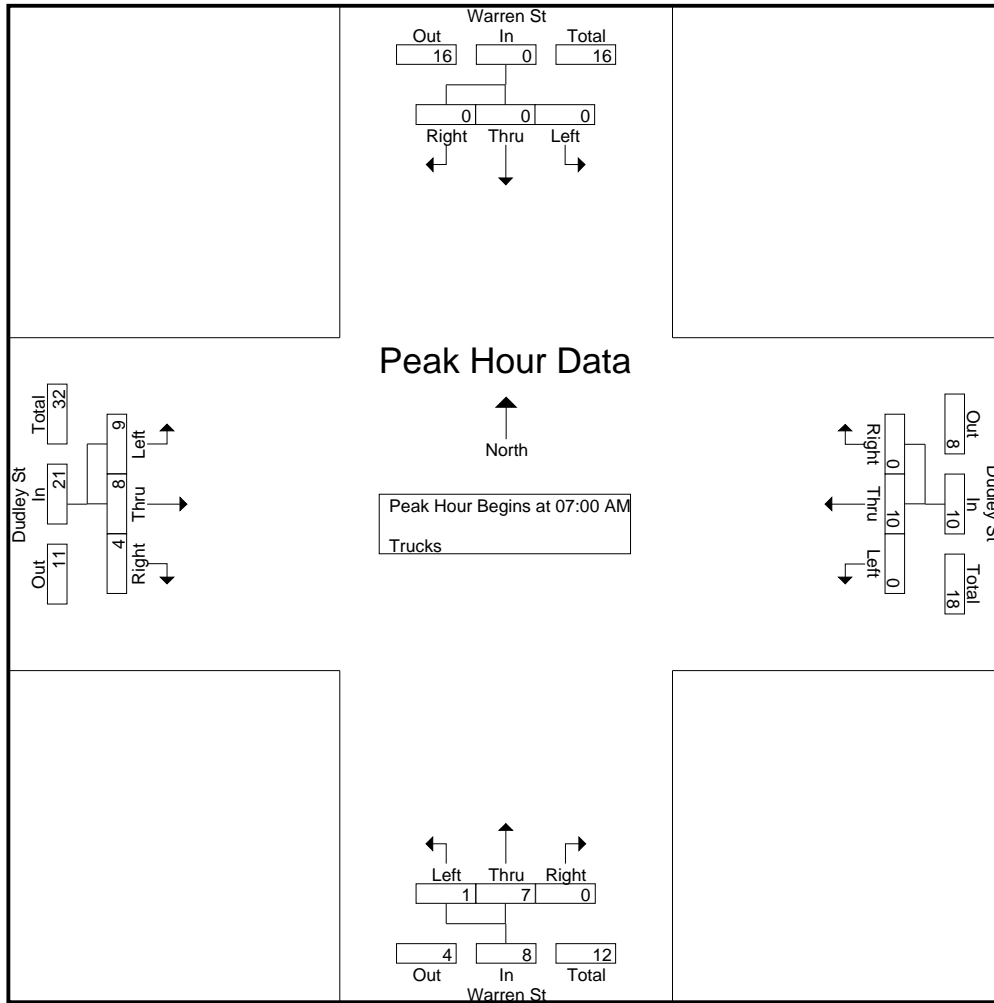 Warren St
Out In Total
16 0 16
0 0 0
Right Thru Left
Peak Hour Data
North
Peak Hour Begins at 07:00 AM
Trucks
Dudley St
Out In Total
11 21 32
Right Thru Left
4 8 9
Dudley St
Out In Total
8 10 18
Right Thru Left
0 10 0
Left Thru Right
1 7 0
4 8 12
Out In Total
Warren St